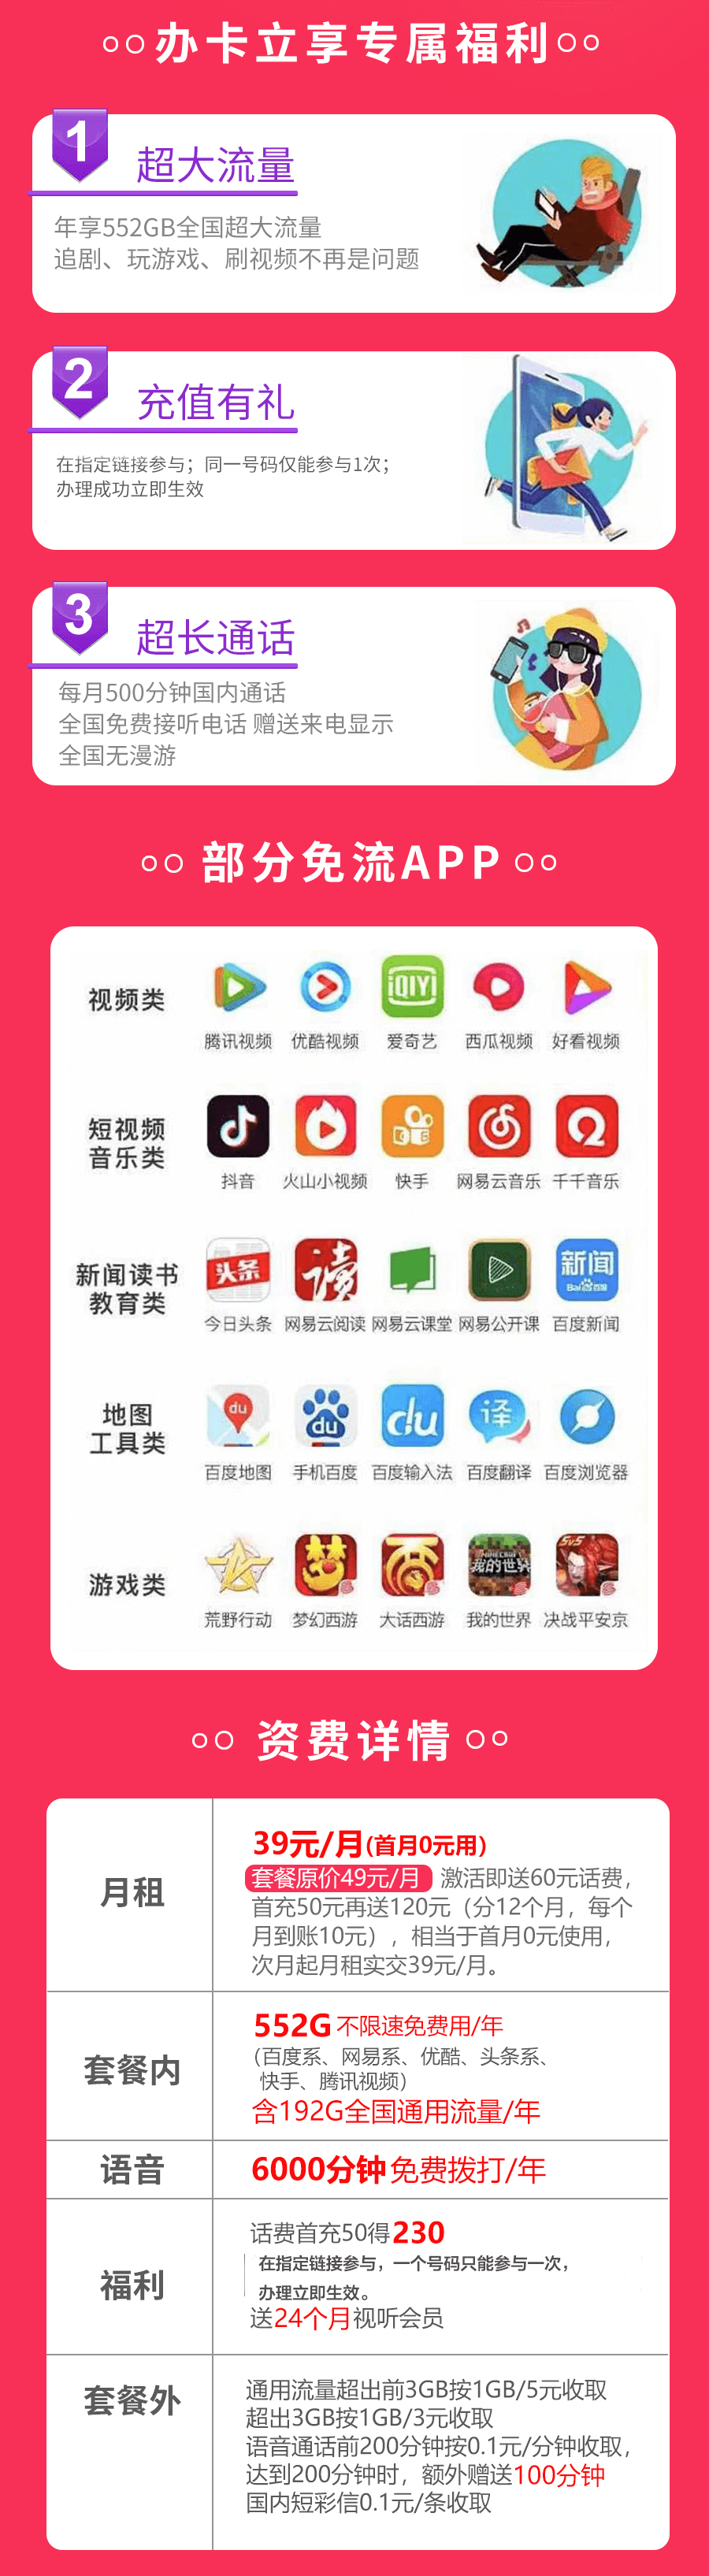 办卡立享专属福利
1
超大流量
年享552GB全国超大流量
追剧、玩游戏、刷视频不再是问题
2
充值有礼
在指定链接参与；同一号码仅能参与1次；
办理成功立即生效
3
超长通话
每月500分钟国内通话
全国免费接听电话 赠送来电显示
全国无漫游
部分免流APP
视频类
iQIYI
腾讯视频 优酷视频 爱奇艺 西瓜视频 好看视频
短视频
音乐类
抖音 火山小视频 快手 网易云音乐 千千音乐
新闻读书
教育类
头条 读 新闻
Bai du 百度
今日头条 网易云阅读 网易云课堂 网易公开课 百度新闻
地图
工具类
du du du 译
百度地图 手机百度 百度输入法 百度翻译 百度浏览器
游戏类
梦 西 MINECRAFT 我的世界 5v5
荒野行动 梦幻西游 大话西游 我的世界 决战平安京
资费详情
月租
39元/月(首月0元用)
套餐原价49元/月 激活即送60元话费，
首充50元再送120元（分12个月，每个
月到账10元），相当于首月0元使用，
次月起月租实交39元/月。
套餐内
552G 不限速免费用/年
(百度系、网易系、优酷、头条系、
快手、腾讯视频)
含192G全国通用流量/年
语音
6000分钟免费拨打/年
福利
话费首充50得230
在指定链接参与，一个号码只能参与一次，
办理立即生效。
送24个月视听会员
套餐外
通用流量超出前3GB按1GB/5元收取
超出3GB按1GB/3元收取
语音通话前200分钟按0.1元/分钟收取，
达到200分钟时，额外赠送100分钟
国内短彩信0.1元/条收取